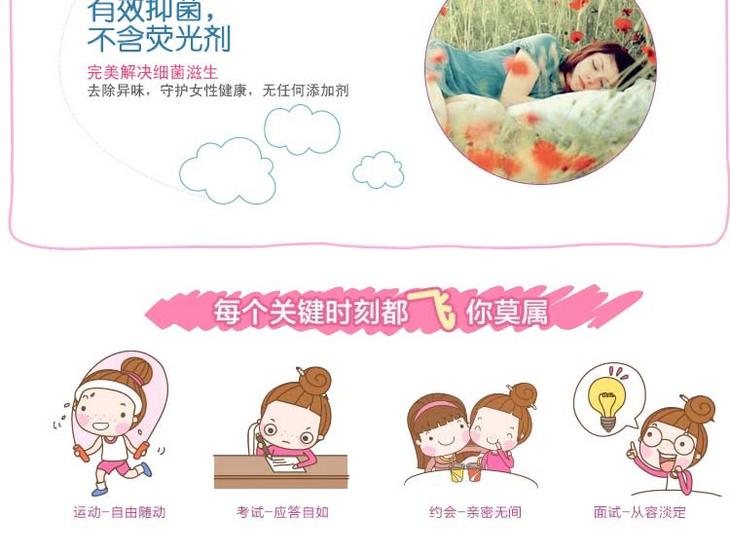 有效抑菌，
不含荧光剂
完美解决细菌滋生
去除异味，守护女性健康，无任何添加剂
每个关键时刻都飞你莫属
运动-自由随动
考试-应答自如
约会-亲密无间
面试-从容淡定